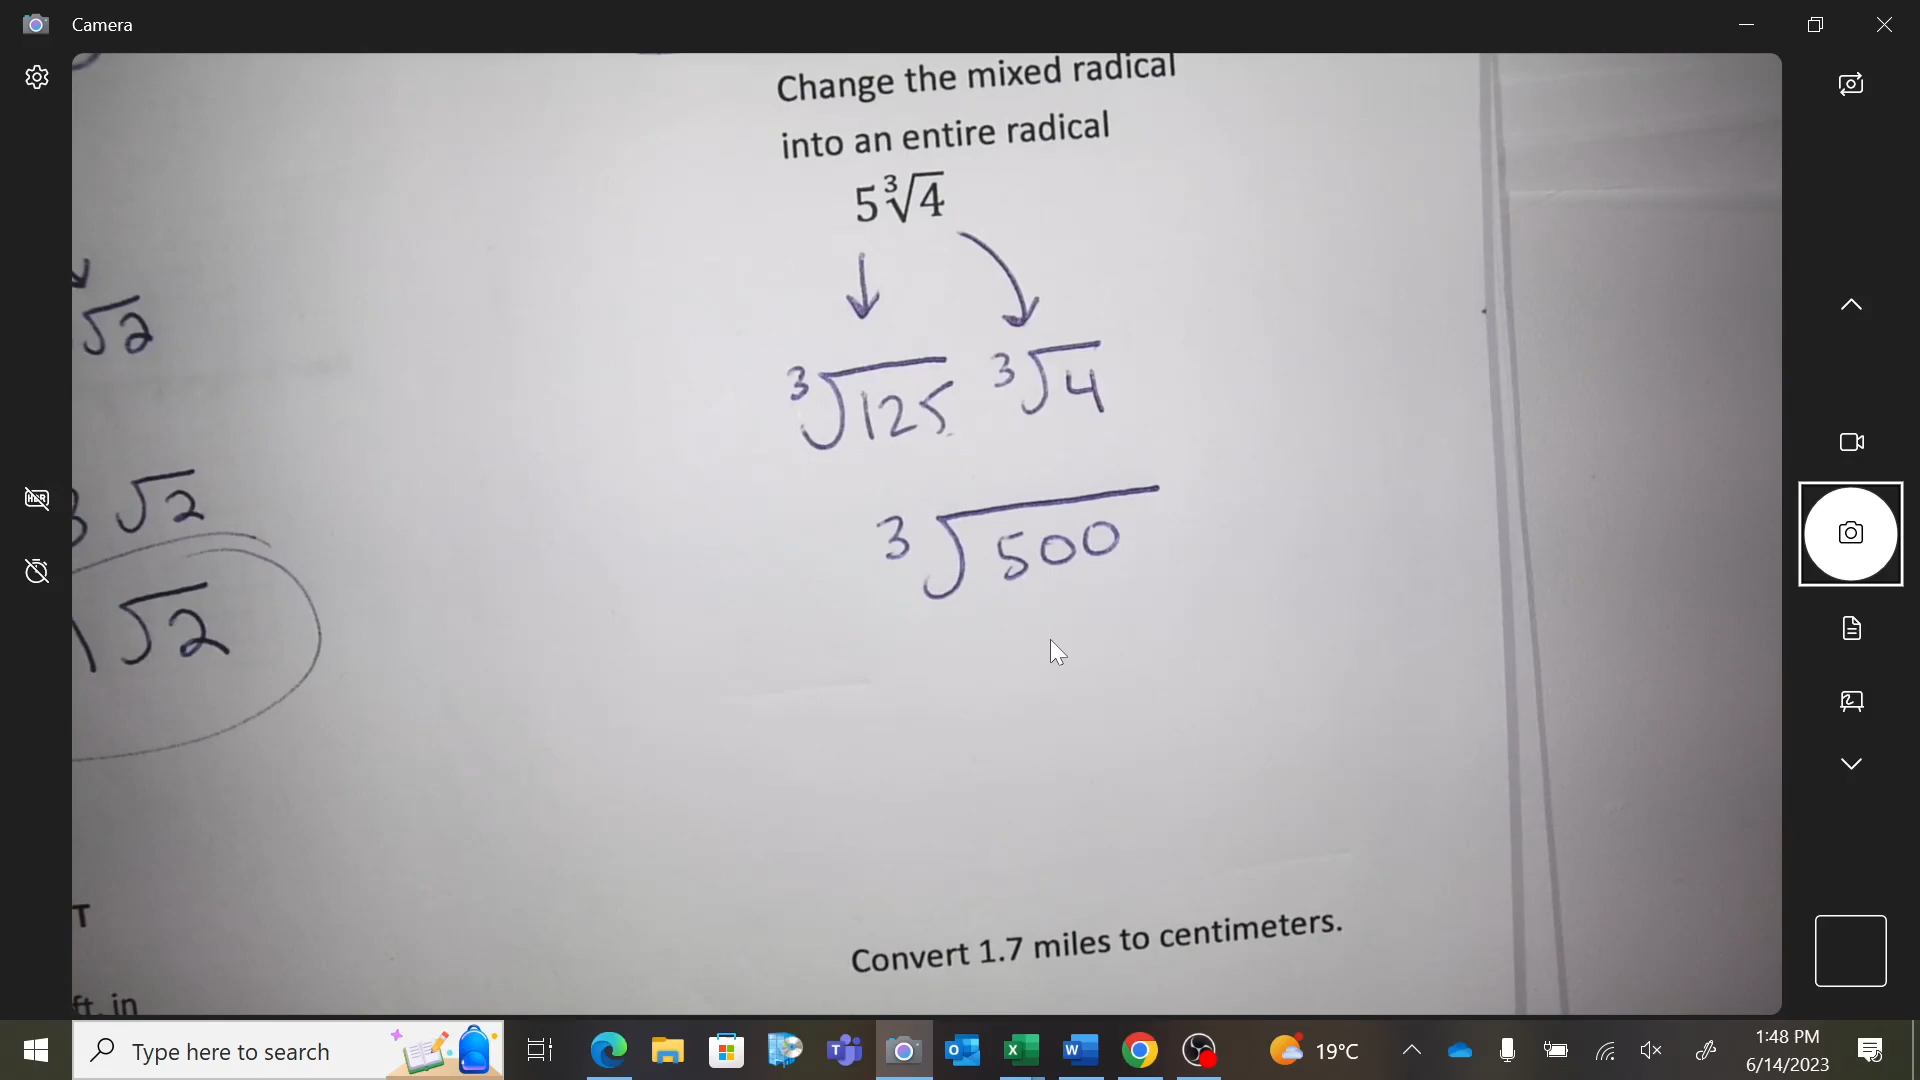 Camera
Change the mixed radical
into an entire radical
5∛4
√2
∛125 ∛4
3 √2
∛500
√2
T
Convert 1.7 miles to centimeters.
ft, in
Type here to search
19°C
1:48 PM
6/14/2023